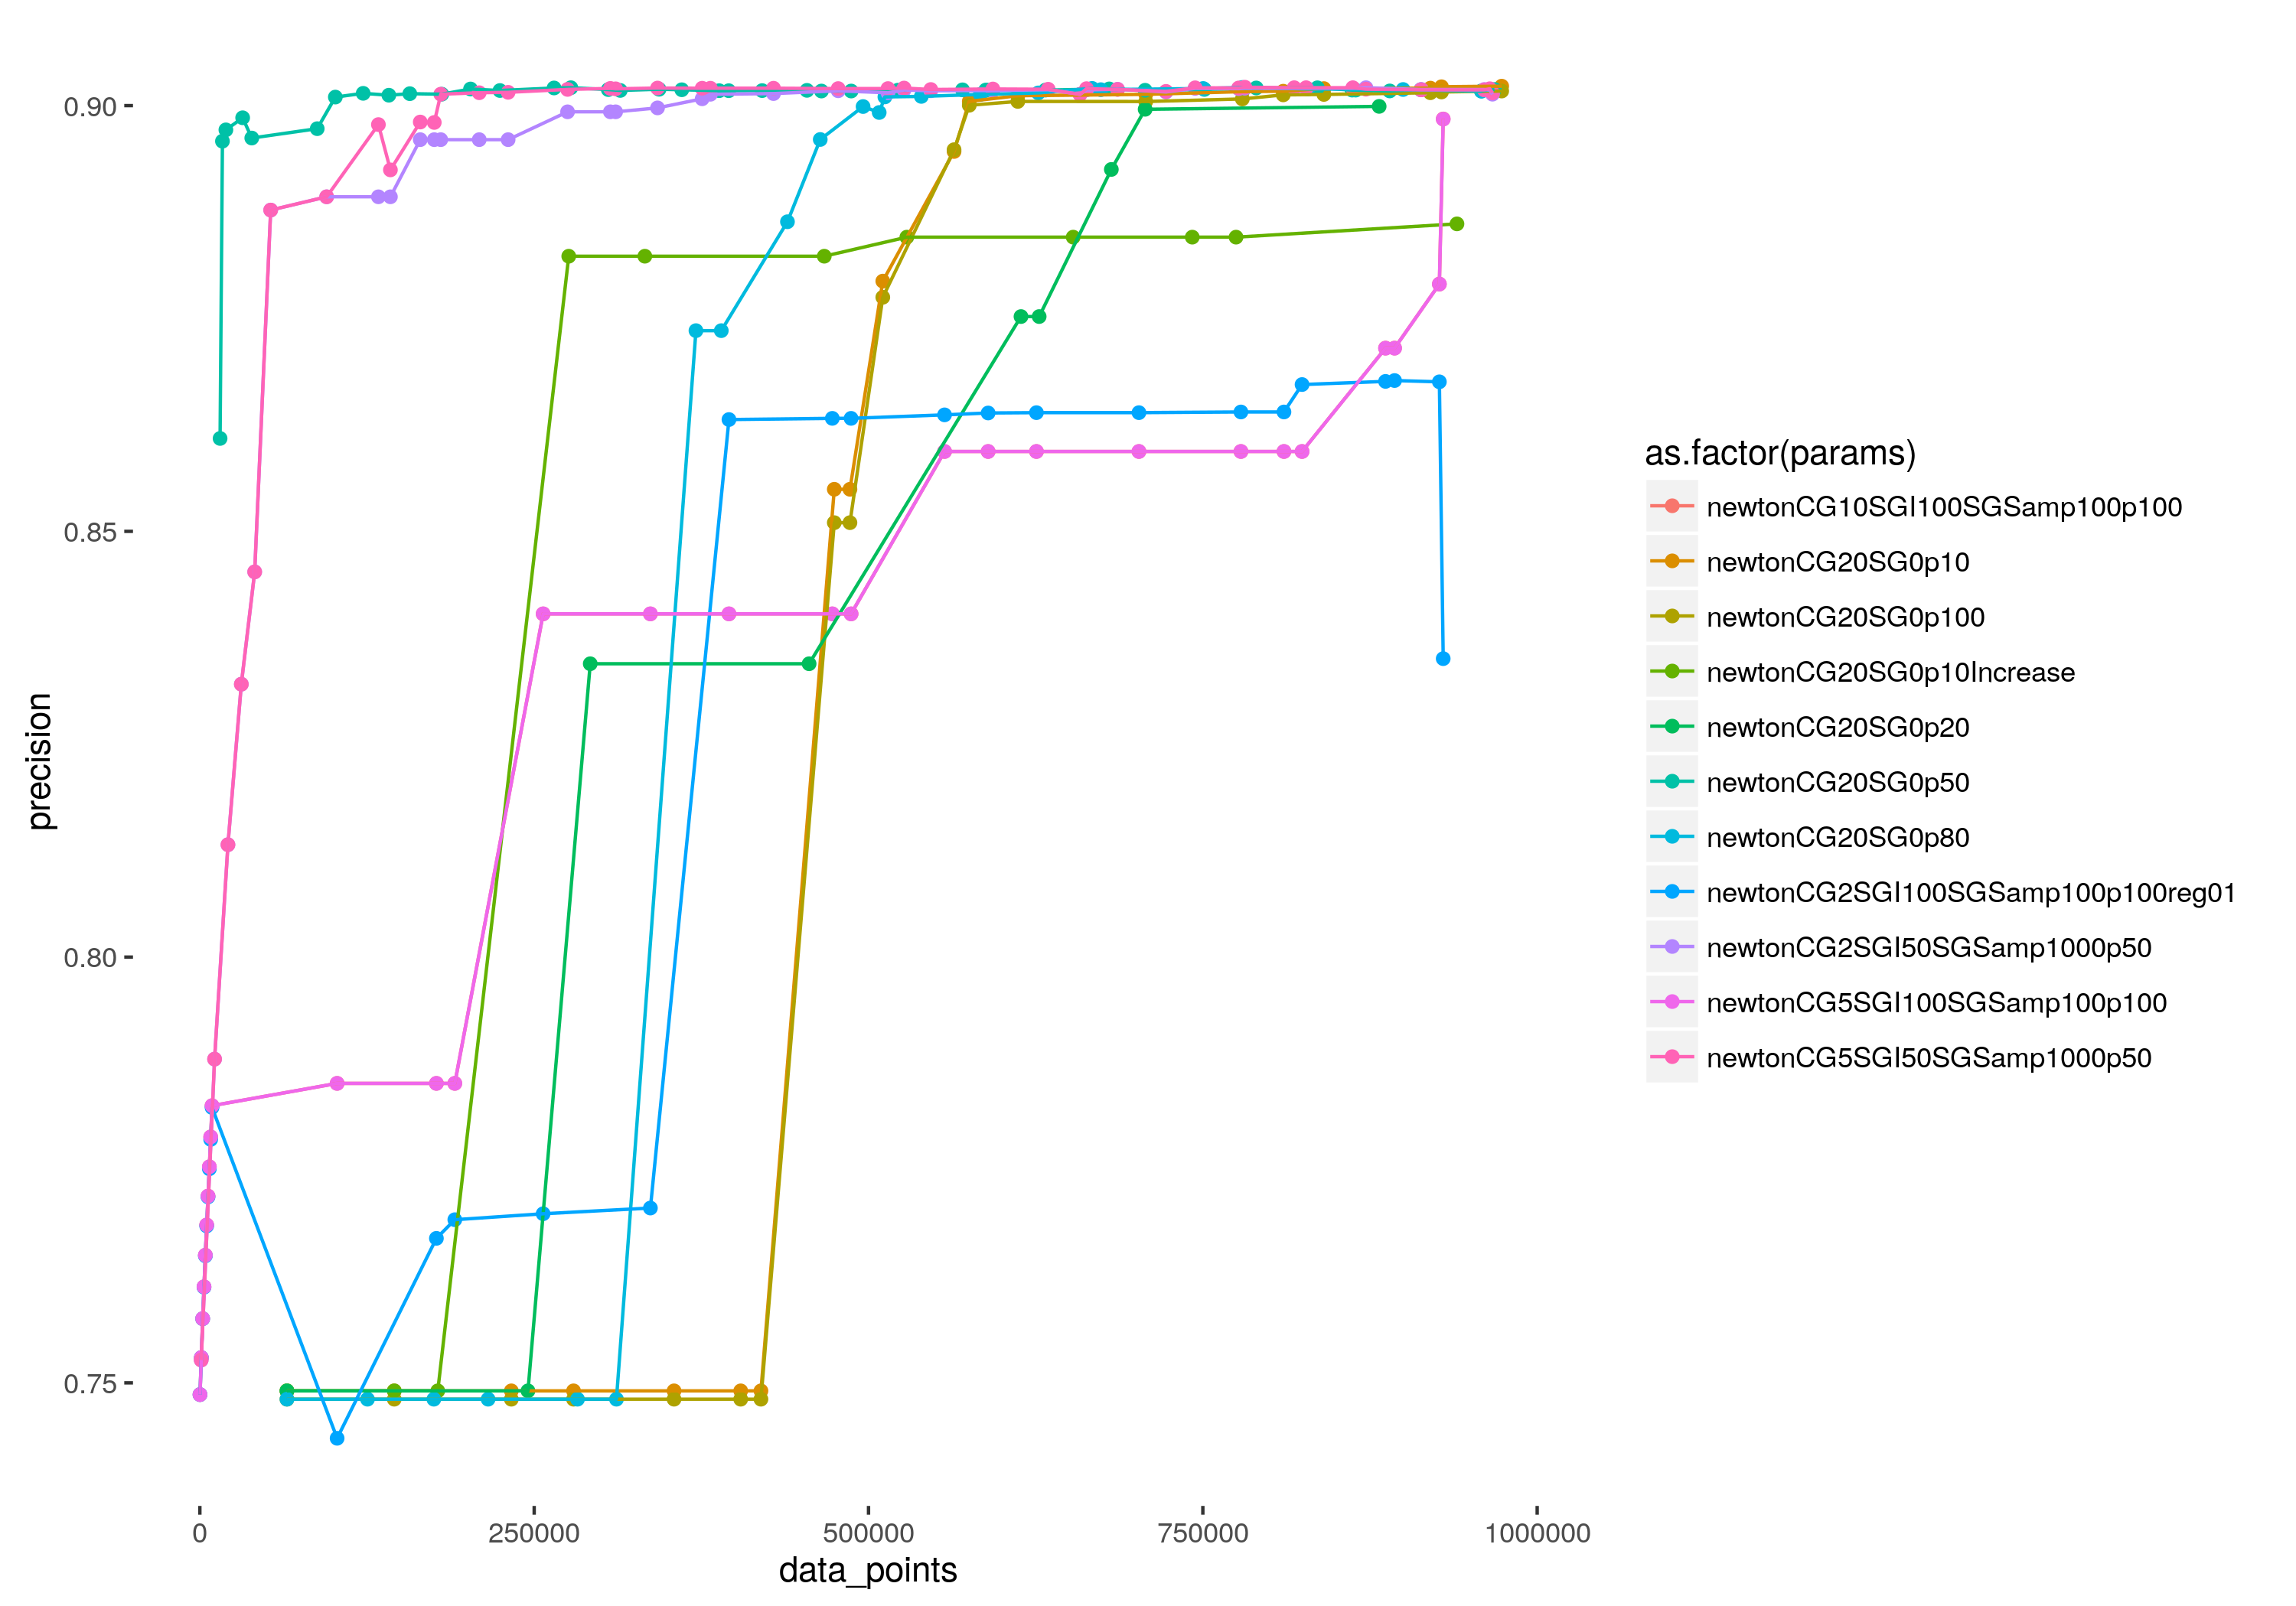 0.90
0.85
0.80
0.75
precision
0
250000
500000
750000
1000000
data_points
as.factor(params)
newtonCG10SGI100SGSamp100p100
newtonCG20SG0p10
newtonCG20SG0p100
newtonCG20SG0p10Increase
newtonCG20SG0p20
newtonCG20SG0p50
newtonCG20SG0p80
newtonCG2SGI100SGSamp100p100reg01
newtonCG2SGI50SGSamp1000p50
newtonCG5SGI100SGSamp100p100
newtonCG5SGI50SGSamp1000p50